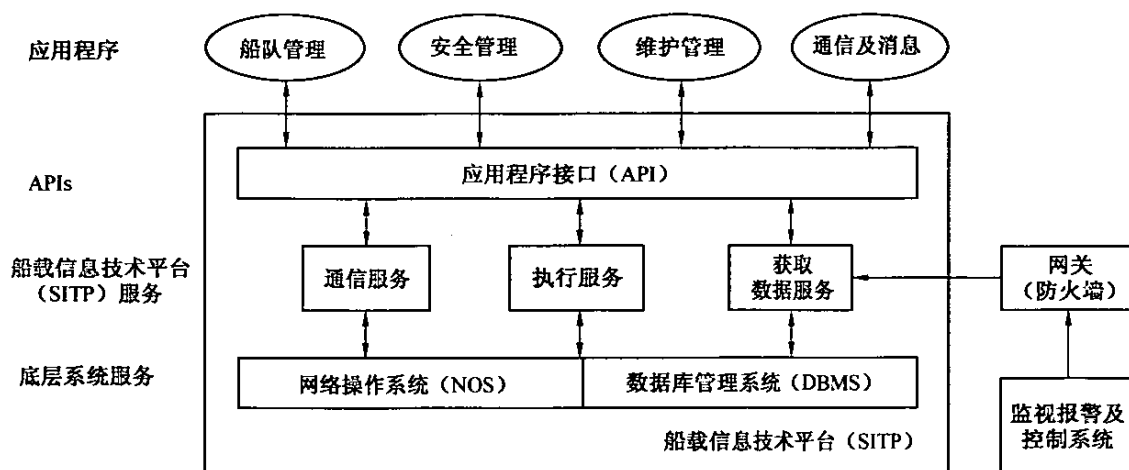 应用程序
船队管理
安全管理
维护管理
通信及消息
APIs
应用程序接口（API）
船载信息技术平台
（SITP）服务
通信服务
执行服务
获取
数据服务
网关
（防火墙）
底层系统服务
网络操作系统（NOS）
数据库管理系统（DBMS）
监视报警及
控制系统
船载信息技术平台（SITP）